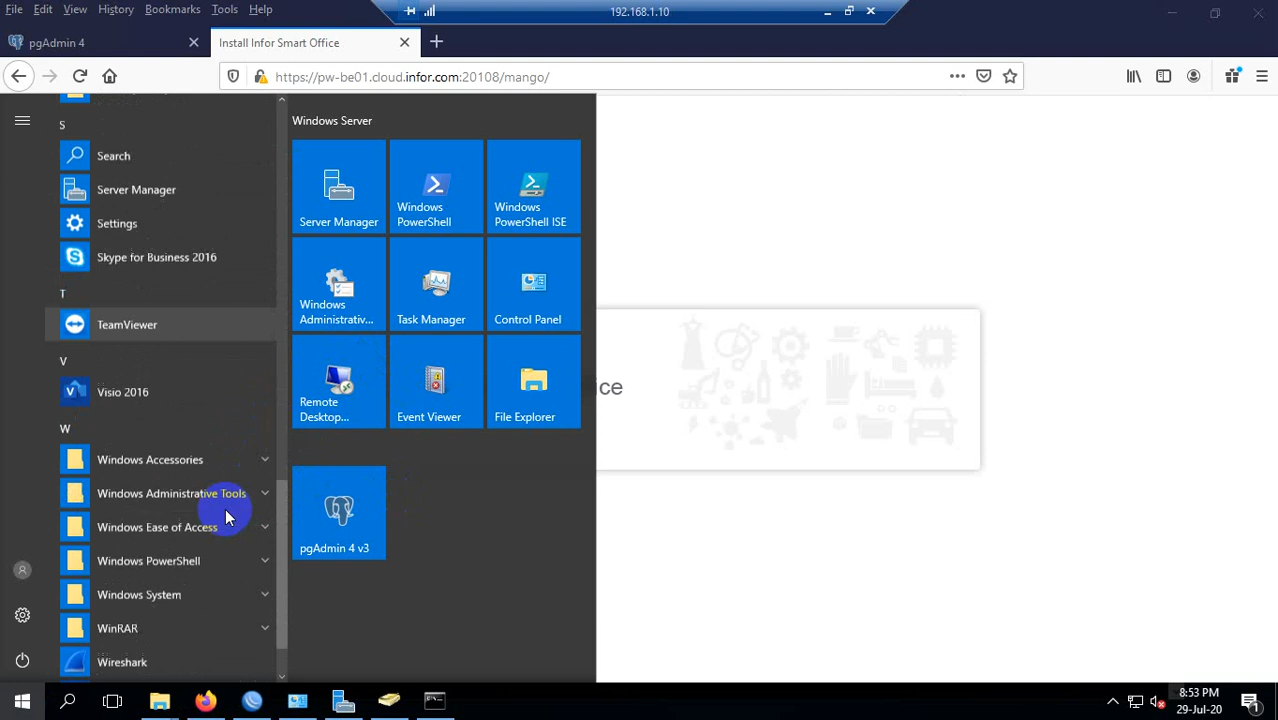 File Edit View History Bookmarks Tools Help
192.168.1.10
pgAdmin 4
Install Infor Smart Office
https://pw-be01.cloud.infor.com:20108/mango/
S
Search
Server Manager
Settings
Skype for Business 2016
T
TeamViewer
V
Visio 2016
W
Windows Accessories
Windows Administrative Tools
Windows Ease of Access
Windows PowerShell
Windows System
WinRAR
Wireshark
Windows Server
Server Manager
Windows
PowerShell
Windows
PowerShell ISE
Windows
Administrativ...
Task Manager
Control Panel
Remote
Desktop...
Event Viewer
File Explorer
pgAdmin 4 v3
ice
8:53 PM
29-Jul-20
1